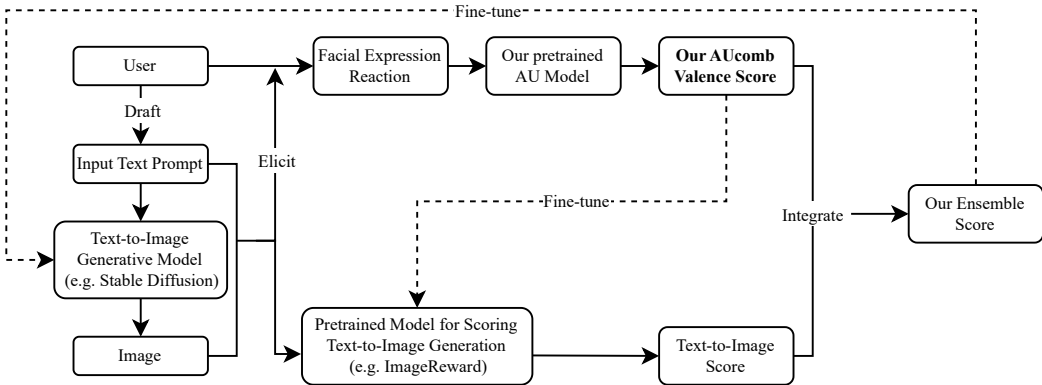 Fine-tune
User
Facial Expression
Reaction
Our pretrained
AU Model
Our AUcomb
Valence Score
Draft
Input Text Prompt
Elicit
Fine-tune
Text-to-Image
Generative Model
(e.g. Stable Diffusion)
Integrate
Our Ensemble
Score
Image
Pretrained Model for Scoring
Text-to-Image Generation
(e.g. ImageReward)
Text-to-Image
Score